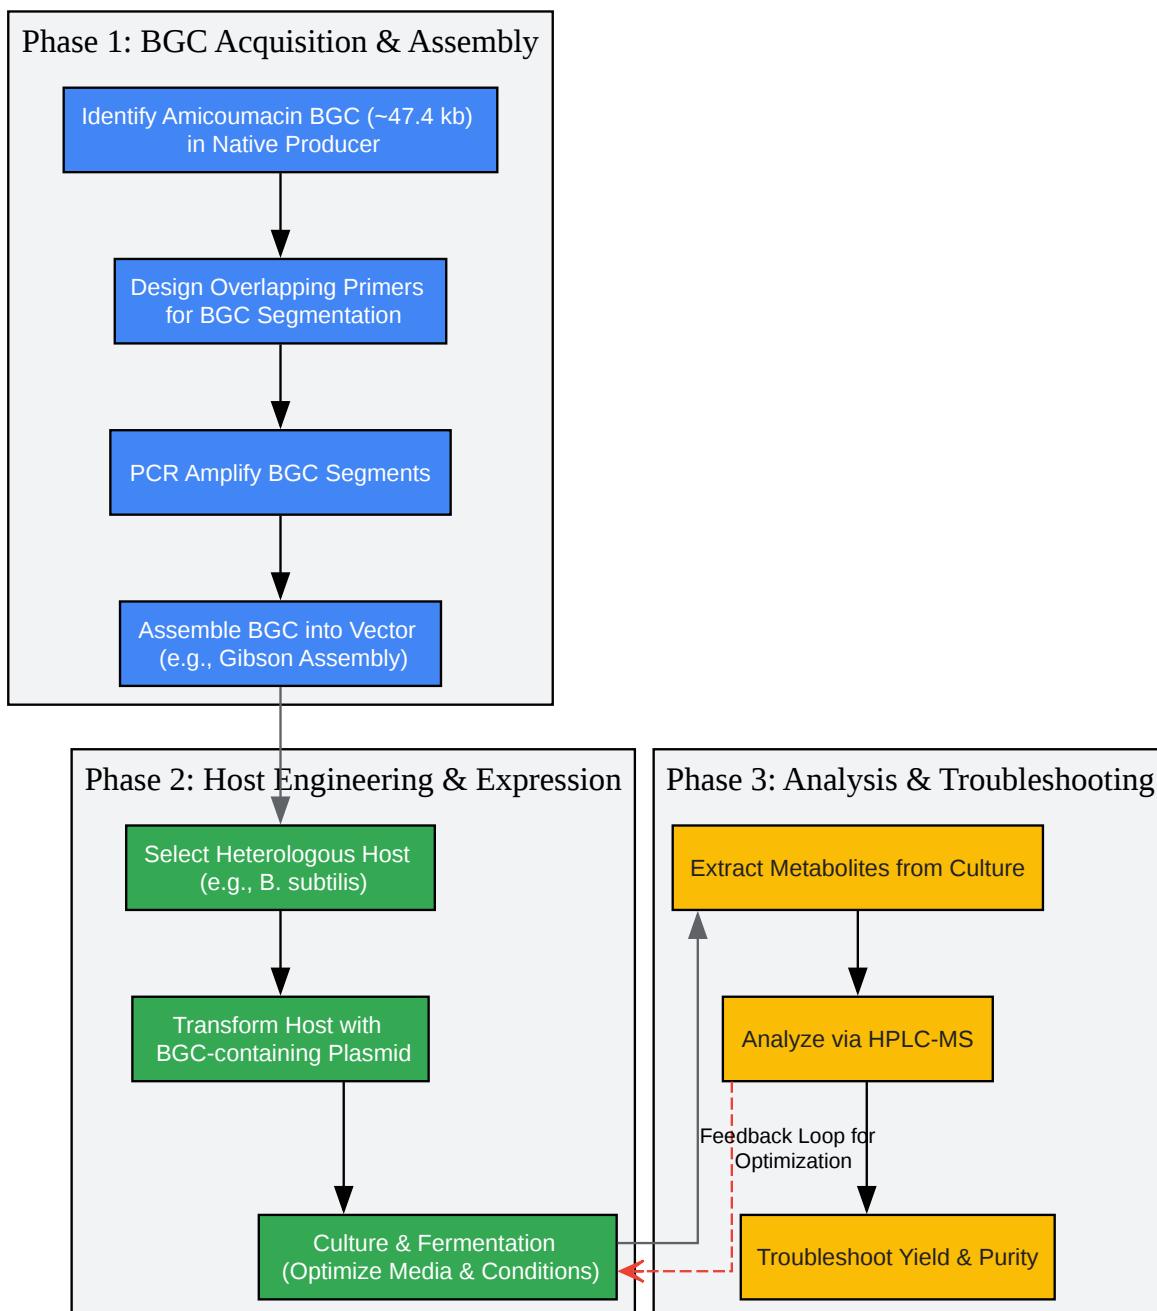 Phase 1: BGC Acquisition & Assembly
Identify Amicoumacin BGC (~47.4 kb)
in Native Producer
Design Overlapping Primers
for BGC Segmentation
PCR Amplify BGC Segments
Assemble BGC into Vector
(e.g., Gibson Assembly)
Phase 2: Host Engineering & Expression
Select Heterologous Host
(e.g., B. subtilis)
Transform Host with
BGC-containing Plasmid
Culture & Fermentation
(Optimize Media & Conditions)
Phase 3: Analysis & Troubleshooting
Extract Metabolites from Culture
Analyze via HPLC-MS
Feedback Loop for
Optimization
Troubleshoot Yield & Purity